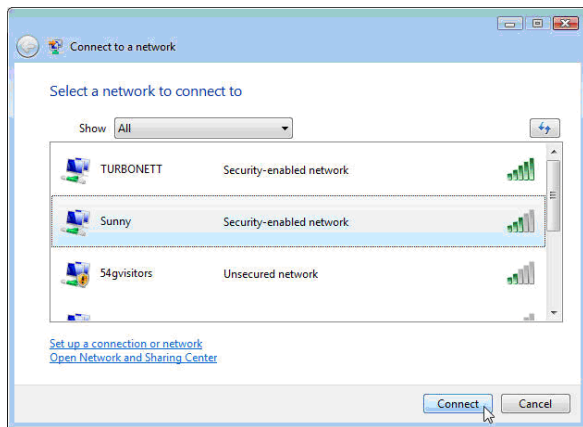 Connect to a network
Select a network to connect to
Show All
TURBONETT Security-enabled network
Sunny Security-enabled network
54gvisitors Unsecured network
Set up a connection or network
Open Network and Sharing Center
Connect Cancel